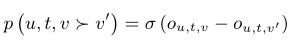 p (u, t, v ≻ v′) = σ (o_{u,t,v} − o_{u,t,v′})